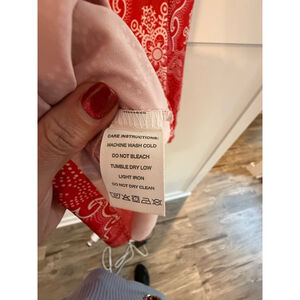 CARE INSTRUCTIONS:
MACHINE WASH COLD
DO NOT BLEACH
TUMBLE DRY LOW
LIGHT IRON
DO NOT DRY CLEAN